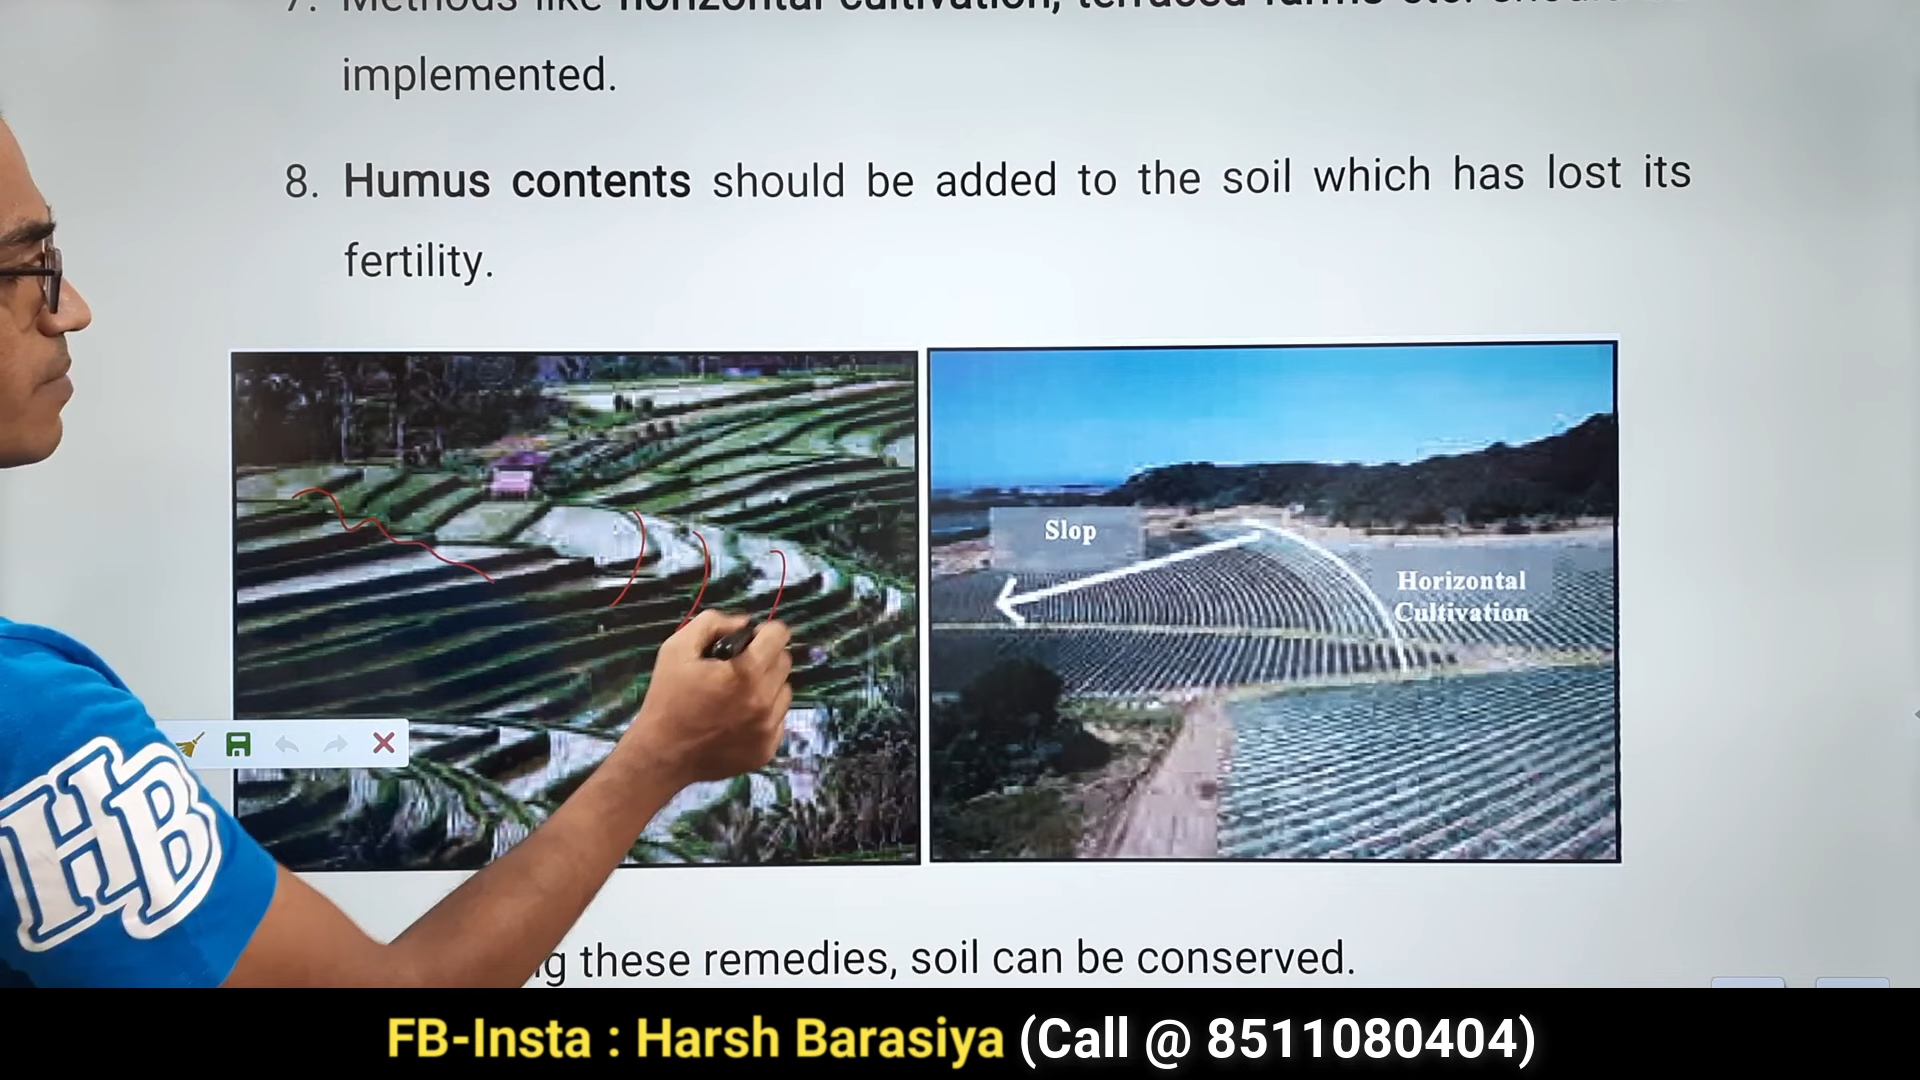 7. Methods like horizontal cultivation, terraced farms etc. should
implemented.
8. Humus contents should be added to the soil which has lost its
fertility.
Slop
Horizontal
Cultivation
HB
these remedies, soil can be conserved.
FB-Insta : Harsh Barasiya (Call @ 8511080404)